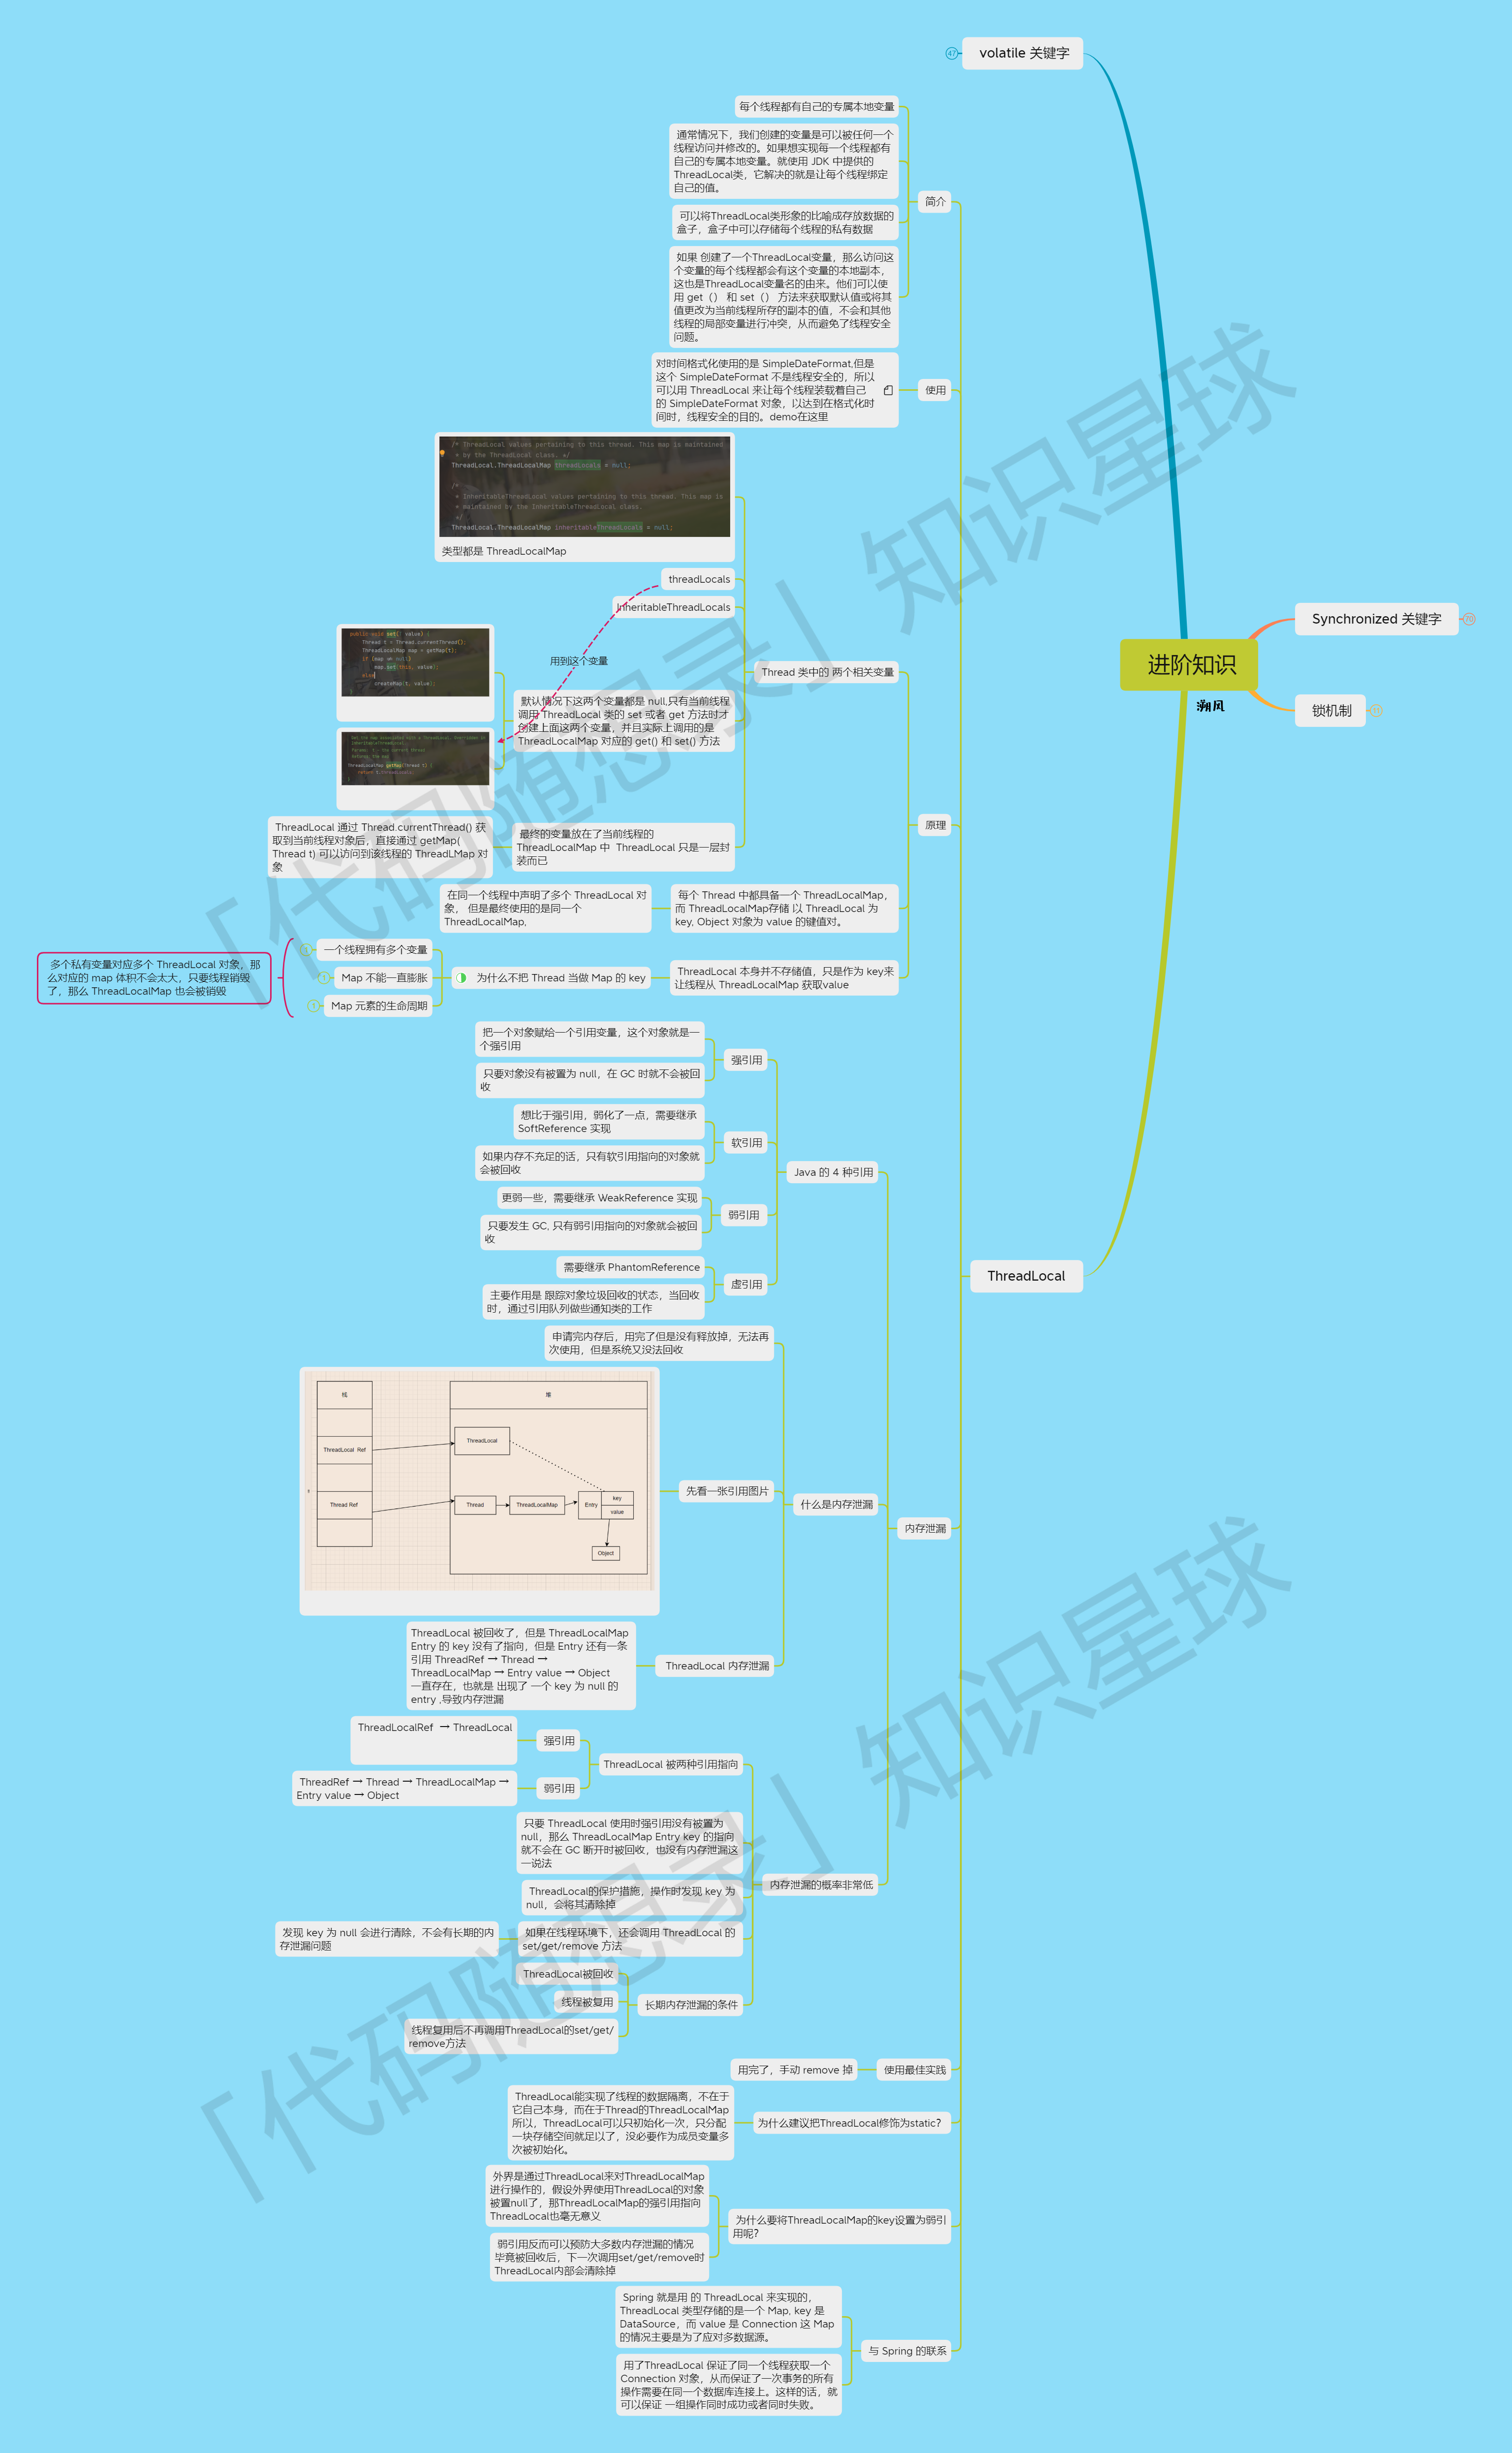 volatile 关键字
47
每个线程都有自己的专属本地变量
通常情况下，我们创建的变量是可以被任何一个
线程访问并修改的。如果想实现每一个线程都有
自己的专属本地变量。就使用 JDK 中提供的
ThreadLocal类，它解决的就是让每个线程绑定
自己的值。
简介
可以将ThreadLocal类形象的比喻成存放数据的
盒子，盒子中可以存储每个线程的私有数据
如果 创建了一个ThreadLocal变量，那么访问这
个变量的每个线程都会有这个变量的本地副本，
这也是ThreadLocal变量名的由来。他们可以使
用 get（） 和 set（） 方法来获取默认值或将其
值更改为当前线程所存的副本的值，不会和其他
线程的局部变量进行冲突，从而避免了线程安全
问题。
对时间格式化使用的是 SimpleDateFormat,但是
这个 SimpleDateFormat 不是线程安全的，所以
可以用 ThreadLocal 来让每个线程装载着自己
的 SimpleDateFormat 对象，以达到在格式化时
间时，线程安全的目的。demo在这里
使用
/* ThreadLocal values pertaining to this thread. This map is maintained
* by the ThreadLocal class. */
ThreadLocal.ThreadLocalMap threadLocals = null;
/*
* InheritableThreadLocal values pertaining to this thread. This map is
* maintained by the InheritableThreadLocal class.
*/
ThreadLocal.ThreadLocalMap inheritableThreadLocals = null;
类型都是 ThreadLocalMap
threadLocals
InheritableThreadLocals
Synchronized 关键字
70
public void set(T value) {
Thread t = Thread.currentThread();
ThreadLocalMap map = getMap(t);
if (map != null)
map.set(this, value);
else
createMap(t, value);
}
用到这个变量
Thread 类中的 两个相关变量
进阶知识
溯风
锁机制
默认情况下这两个变量都是 null,只有当前线程
调用 ThreadLocal 类的 set 或者 get 方法时才
创建上面这两个变量，并且实际上调用的是
ThreadLocalMap 对应的 get() 和 set() 方法
ThreadLocalMap getMap(Thread t) {
return t.threadLocals;
}
原理
ThreadLocal 通过 Thread.currentThread() 获
取到当前线程对象后，直接通过 getMap(
Thread t) 可以访问到该线程的 ThreadLMap 对
象
最终的变量放在了当前线程的
ThreadLocalMap 中 ThreadLocal 只是一层封
装而已
在同一个线程中声明了多个 ThreadLocal 对
象， 但是最终使用的是同一个
ThreadLocalMap,
每个 Thread 中都具备一个 ThreadLocalMap，
而 ThreadLocalMap存储 以 ThreadLocal 为
key, Object 对象为 value 的键值对。
多个私有变量对应多个 ThreadLocal 对象，那
么对应的 map 体积不会太大，只要线程销毁
了，那么 ThreadLocalMap 也会被销毁
一个线程拥有多个变量
Map 不能一直膨胀
Map 元素的生命周期
为什么不把 Thread 当做 Map 的 key
ThreadLocal 本身并不存储值，只是作为 key来
让线程从 ThreadLocalMap 获取value
把一个对象赋给一个引用变量，这个对象就是一
个强引用
强引用
只要对象没有被置为 null，在 GC 时就不会被回
收
想比于强引用，弱化了一点，需要继承
SoftReference 实现
软引用
如果内存不充足的话，只有软引用指向的对象就
会被回收
Java 的 4 种引用
更弱一些，需要继承 WeakReference 实现
弱引用
只要发生 GC, 只有弱引用指向的对象就会被回
收
需要继承 PhantomReference
虚引用
主要作用是 跟踪对象垃圾回收的状态，当回收
时，通过引用队列做些通知类的工作
ThreadLocal
申请完内存后，用完了但是没有释放掉，无法再
次使用，但是系统又没法回收
栈
堆
ThreadLocal Ref
ThreadLocal
Thread Ref
Thread
ThreadLocalMap
Entry
key
value
Object
先看一张引用图片
什么是内存泄漏
内存泄漏
ThreadLocal 被回收了，但是 ThreadLocalMap
Entry 的 key 没有了指向，但是 Entry 还有一条
引用 ThreadRef → Thread →
ThreadLocalMap → Entry value → Object
一直存在，也就是 出现了 一个 key 为 null 的
entry ,导致内存泄漏
ThreadLocal 内存泄漏
ThreadLocalRef → ThreadLocal
强引用
ThreadLocal 被两种引用指向
ThreadRef → Thread → ThreadLocalMap →
Entry value → Object
弱引用
只要 ThreadLocal 使用时强引用没有被置为
null，那么 ThreadLocalMap Entry key 的指向
就不会在 GC 断开时被回收，也没有内存泄漏这
一说法
内存泄漏的概率非常低
ThreadLocal的保护措施，操作时发现 key 为
null，会将其清除掉
发现 key 为 null 会进行清除，不会有长期的内
存泄漏问题
如果在线程环境下，还会调用 ThreadLocal 的
set/get/remove 方法
ThreadLocal被回收
线程被复用
长期内存泄漏的条件
线程复用后不再调用ThreadLocal的set/get/
remove方法
用完了，手动 remove 掉
使用最佳实践
ThreadLocal能实现了线程的数据隔离，不在于
它自己本身，而在于Thread的ThreadLocalMap
所以，ThreadLocal可以只初始化一次，只分配
一块存储空间就足以了，没必要作为成员变量多
次被初始化。
为什么建议把ThreadLocal修饰为static?
外界是通过ThreadLocal来对ThreadLocalMap
进行操作的，假设外界使用ThreadLocal的对象
被置null了，那ThreadLocalMap的强引用指向
ThreadLocal也毫无意义
为什么要将ThreadLocalMap的key设置为弱引
用呢?
弱引用反而可以预防大多数内存泄漏的情况
毕竟被回收后，下一次调用set/get/remove时
ThreadLocal内部会清除掉
Spring 就是用 的 ThreadLocal 来实现的，
ThreadLocal 类型存储的是一个 Map, key 是
DataSource，而 value 是 Connection 这 Map
的情况主要是为了应对多数据源。
与 Spring 的联系
用了ThreadLocal 保证了同一个线程获取一个
Connection 对象，从而保证了一次事务的所有
操作需要在同一个数据库连接上。这样的话，就
可以保证 一组操作同时成功或者同时失败。
「代码随想录」知识星球
「代码随想录」知识星球